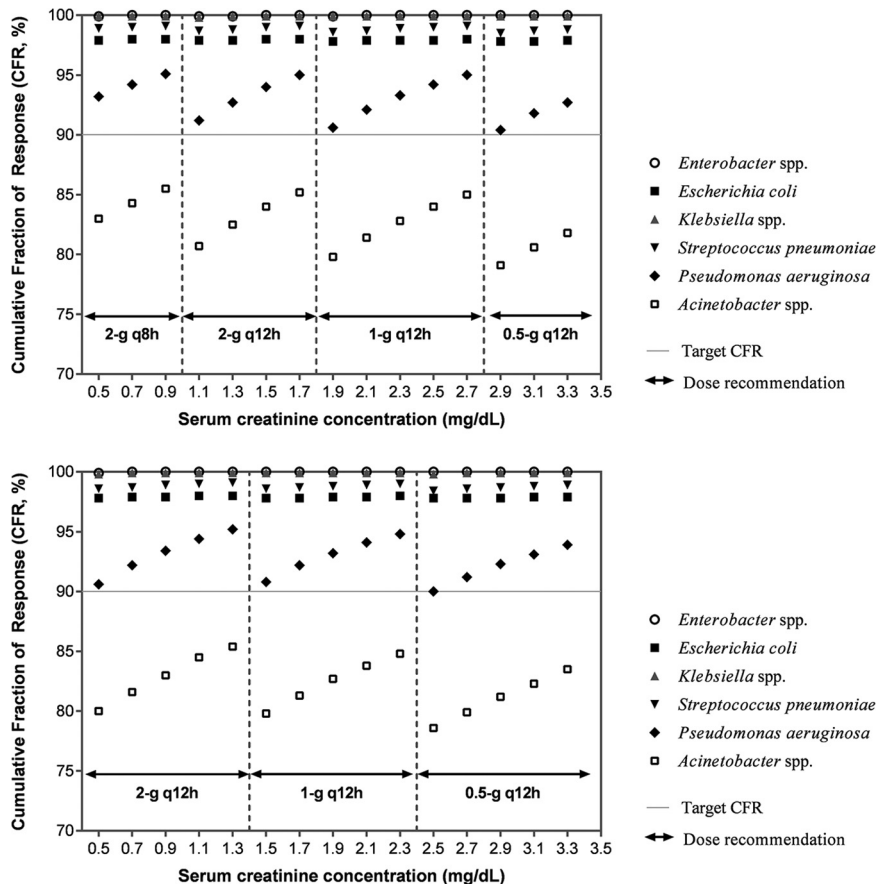 Cumulative Fraction of Response (CFR, %)
100
95
90
85
80
75
70
2-g q8h 2-g q12h 1-g q12h 0.5-g q12h
0.5 0.7 0.9 1.1 1.3 1.5 1.7 1.9 2.1 2.3 2.5 2.7 2.9 3.1 3.3 3.5
Serum creatinine concentration (mg/dL)
Enterobacter spp.
Escherichia coli
Klebsiella spp.
Streptococcus pneumoniae
Pseudomonas aeruginosa
Acinetobacter spp.
Target CFR
Dose recommendation
Cumulative Fraction of Response (CFR, %)
100
95
90
85
80
75
70
2-g q12h 1-g q12h 0.5-g q12h
0.5 0.7 0.9 1.1 1.3 1.5 1.7 1.9 2.1 2.3 2.5 2.7 2.9 3.1 3.3 3.5
Serum creatinine concentration (mg/dL)
Enterobacter spp.
Escherichia coli
Klebsiella spp.
Streptococcus pneumoniae
Pseudomonas aeruginosa
Acinetobacter spp.
Target CFR
Dose recommendation